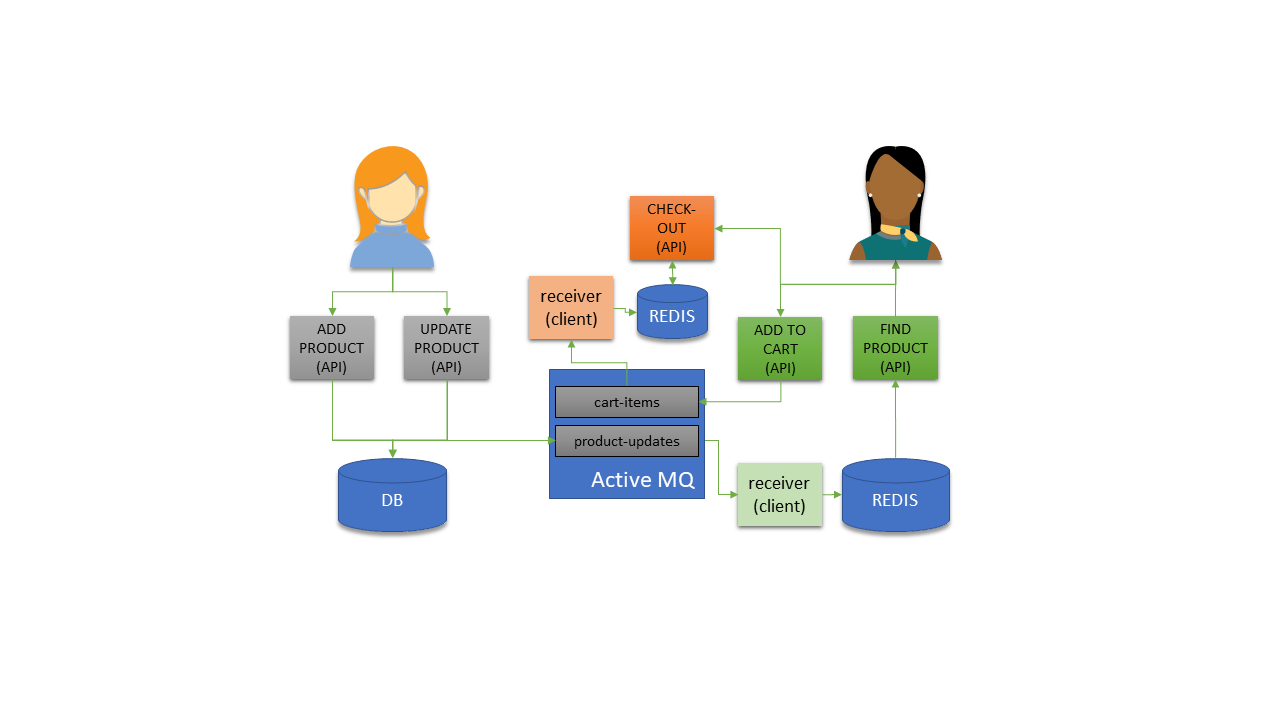 CHECK-
OUT
(API)
receiver
(client)
REDIS
ADD
PRODUCT
(API)
UPDATE
PRODUCT
(API)
ADD TO
CART
(API)
FIND
PRODUCT
(API)
cart-items
product-updates
Active MQ
receiver
(client)
DB
REDIS